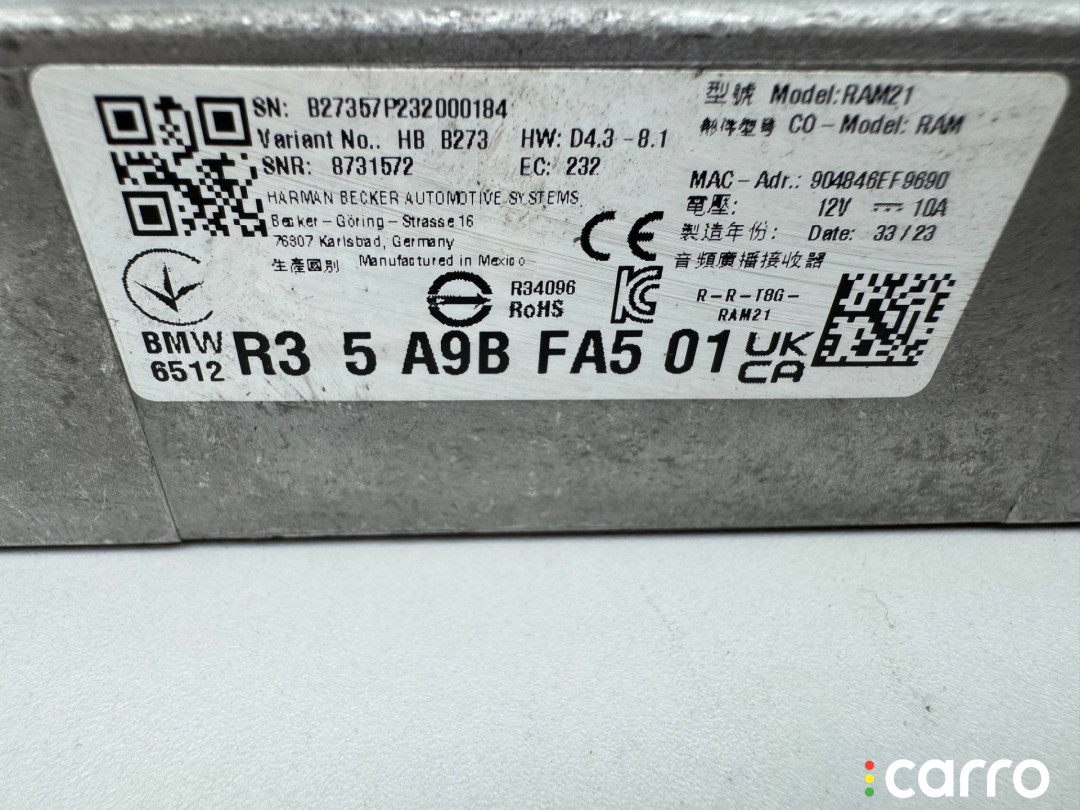 SN: B27357P232000184
Variant No.. HB B273 HW: D4.3-8.1
SNR: 8731572 EC: 232
HARMAN BECKER AUTOMOTIVE SYSTEMS
Becker-Göring-Strasse 16
76307 Karlsbad, Germany
生產國別 Manufactured in Mexico
型號 Model:RAM21
CO-Model: RAM
MAC-Adr.: 904846EF9690
電壓: 12V 10A
製造年份: Date: 33/23
音頻廣播接收器
CE
R34096
RoHS
R-R-T8G-
RAM21
BMW
6512
R3 5 A9B FA5 01
UK
CA
carro